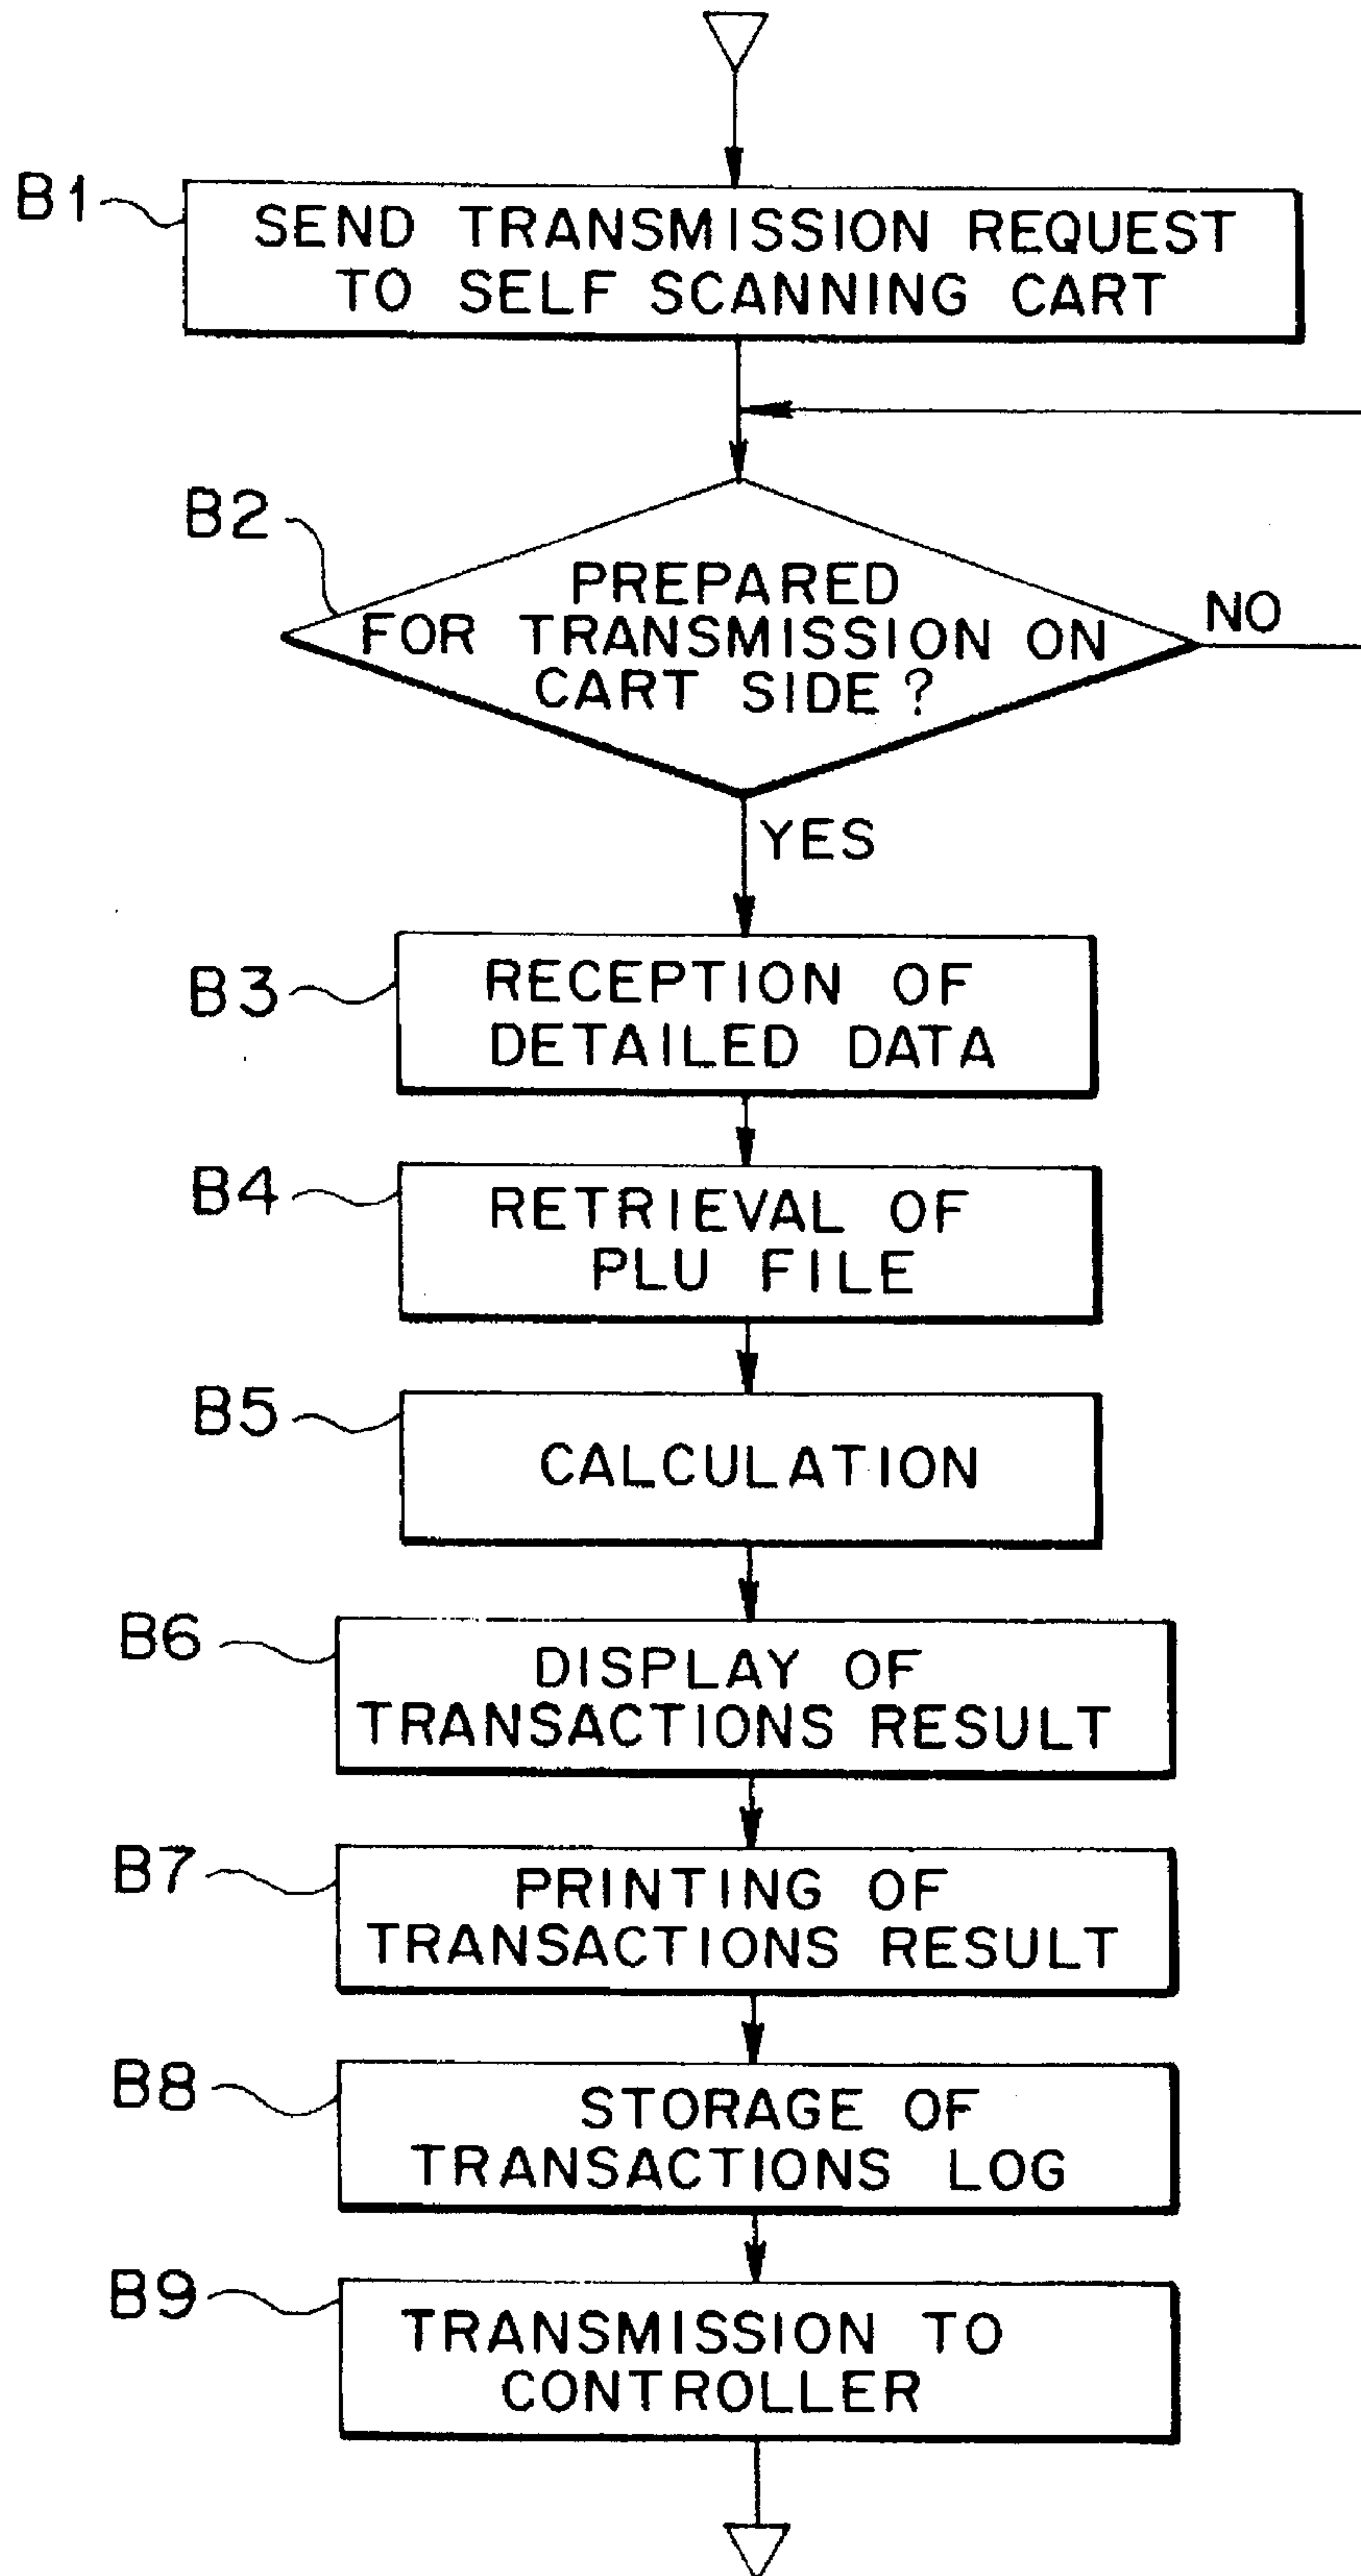 B1
SEND TRANSMISSION REQUEST
TO SELF SCANNING CART
B2
PREPARED
FOR TRANSMISSION ON
CART SIDE?
NO
YES
B3
RECEPTION OF
DETAILED DATA
B4
RETRIEVAL OF
PLU FILE
B5
CALCULATION
B6
DISPLAY OF
TRANSACTIONS RESULT
B7
PRINTING OF
TRANSACTIONS RESULT
B8
STORAGE OF
TRANSACTIONS LOG
B9
TRANSMISSION TO
CONTROLLER